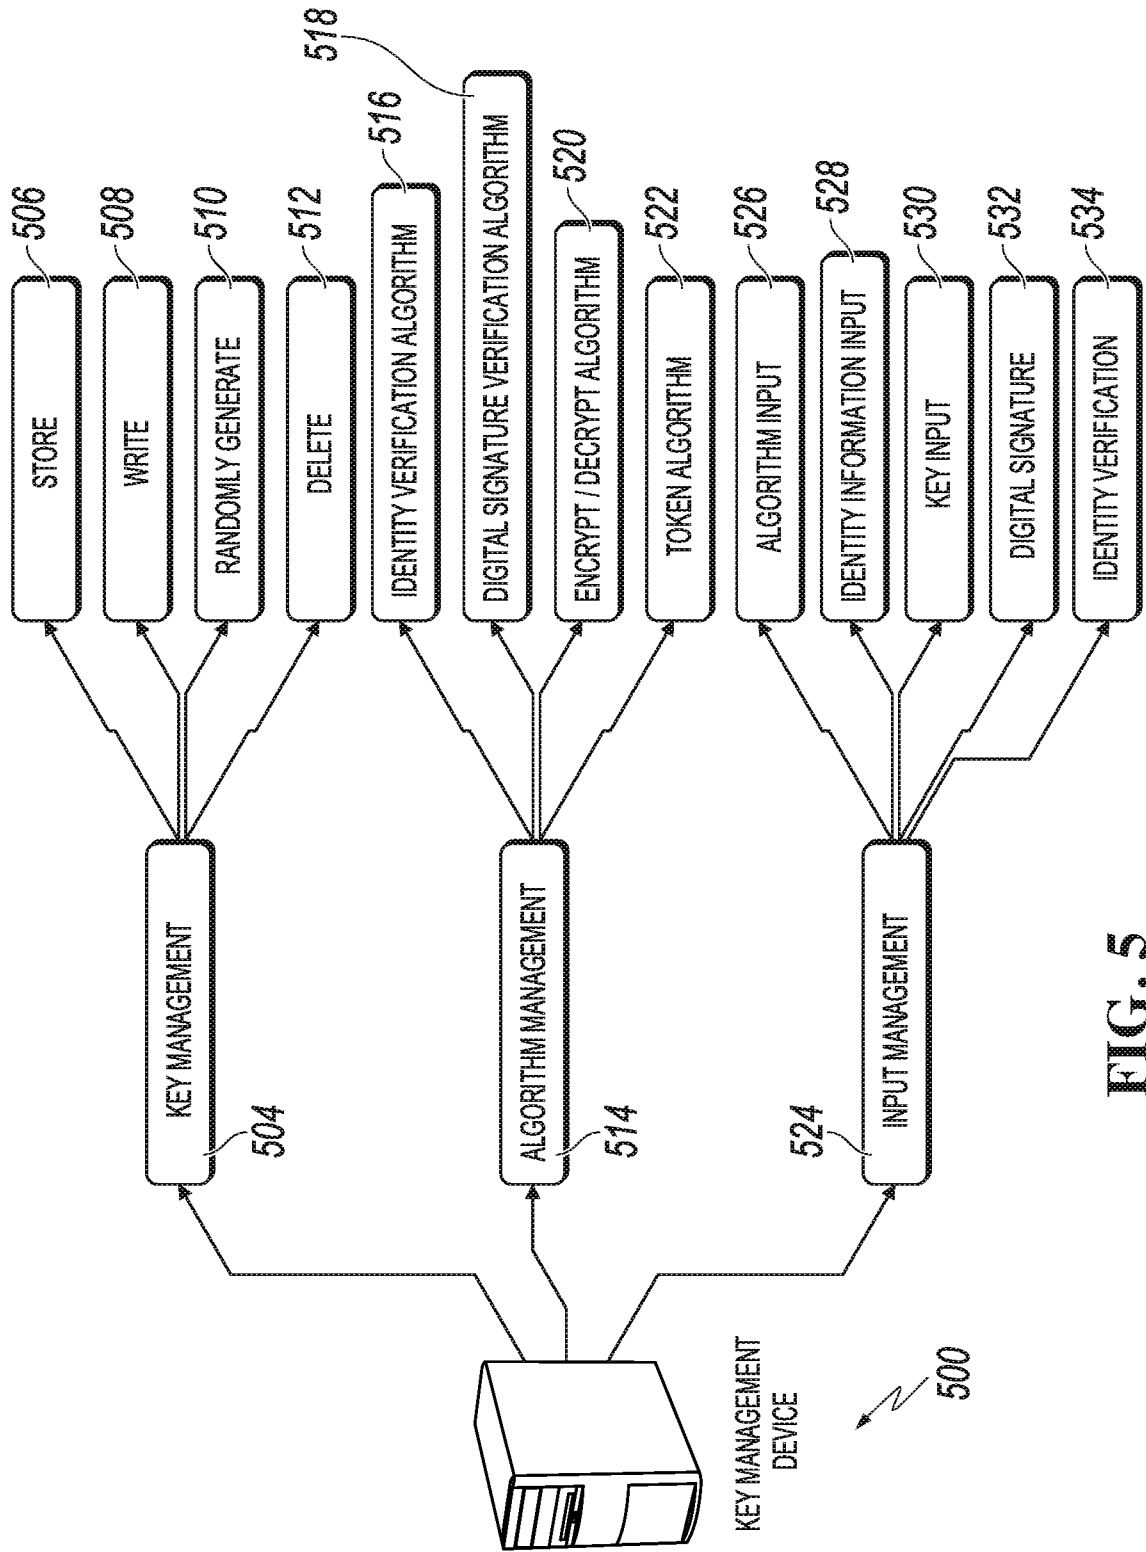 KEY MANAGEMENT
DEVICE
500
KEY MANAGEMENT
504
STORE
506
WRITE
508
RANDOMLY GENERATE
510
DELETE
512
ALGORITHM MANAGEMENT
514
IDENTITY VERIFICATION ALGORITHM
516
DIGITAL SIGNATURE VERIFICATION ALGORITHM
518
ENCRYPT / DECRYPT ALGORITHM
520
TOKEN ALGORITHM
522
INPUT MANAGEMENT
524
ALGORITHM INPUT
526
IDENTITY INFORMATION INPUT
528
KEY INPUT
530
DIGITAL SIGNATURE
532
IDENTITY VERIFICATION
534
FIG. 5